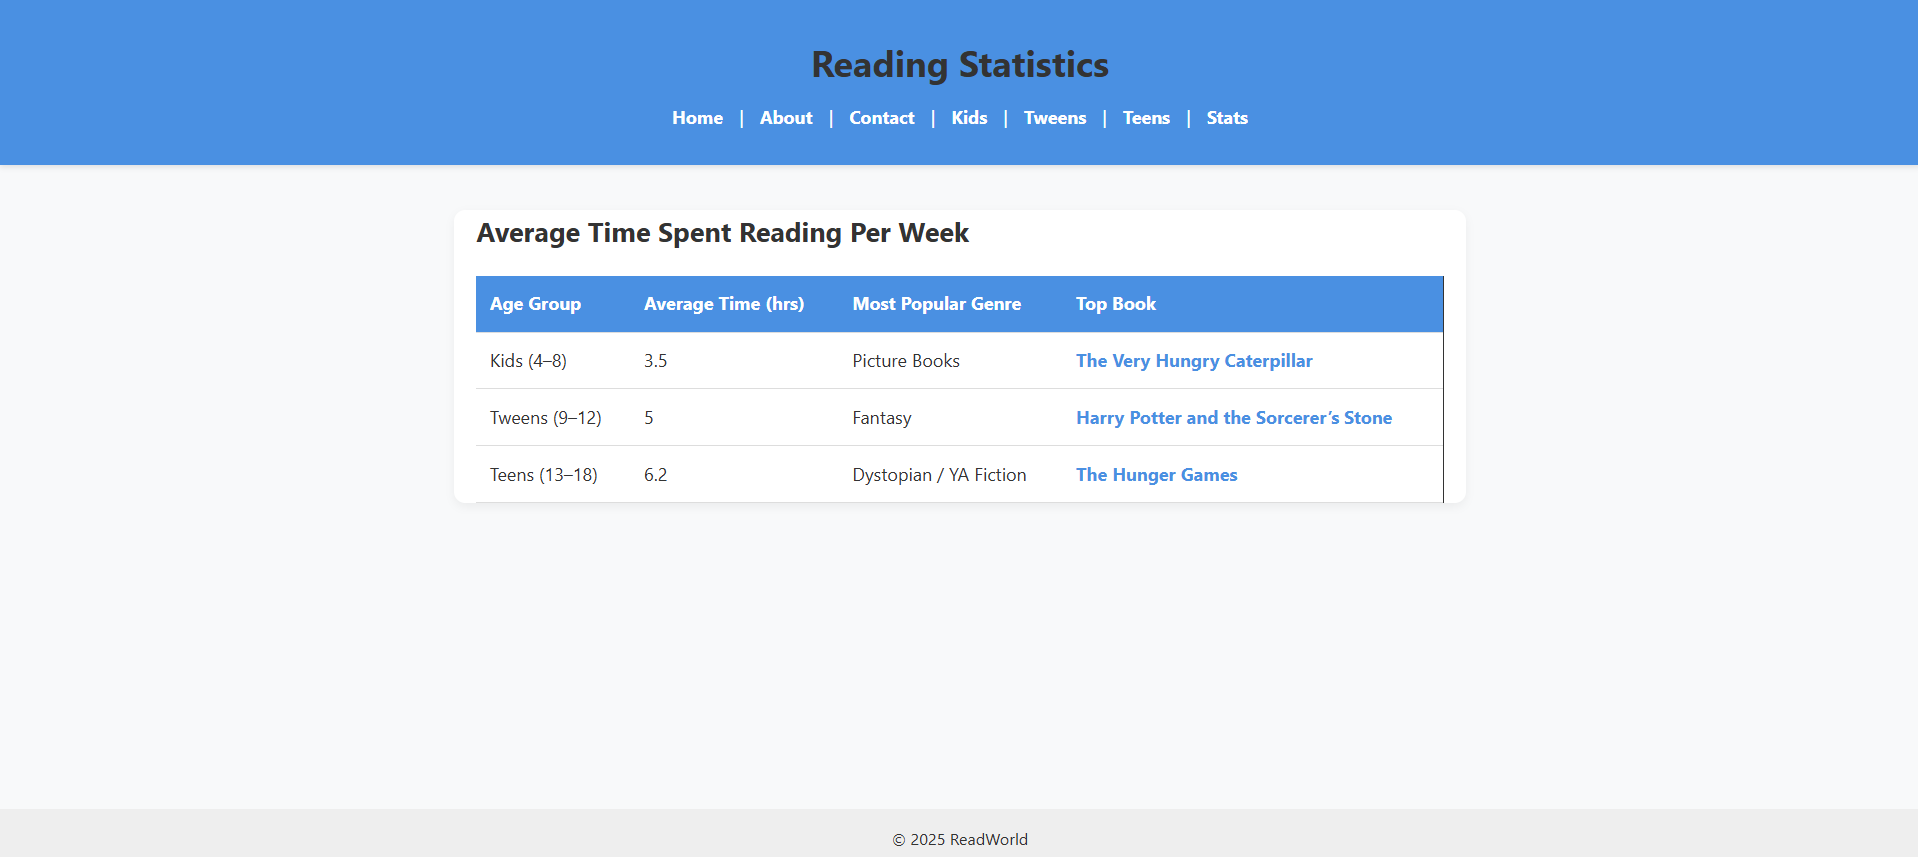 Reading Statistics
Home | About | Contact | Kids | Tweens | Teens | Stats
Average Time Spent Reading Per Week
Age Group Average Time (hrs) Most Popular Genre Top Book
Kids (4–8) 3.5 Picture Books The Very Hungry Caterpillar
Tweens (9–12) 5 Fantasy Harry Potter and the Sorcerer’s Stone
Teens (13–18) 6.2 Dystopian / YA Fiction The Hunger Games
© 2025 ReadWorld